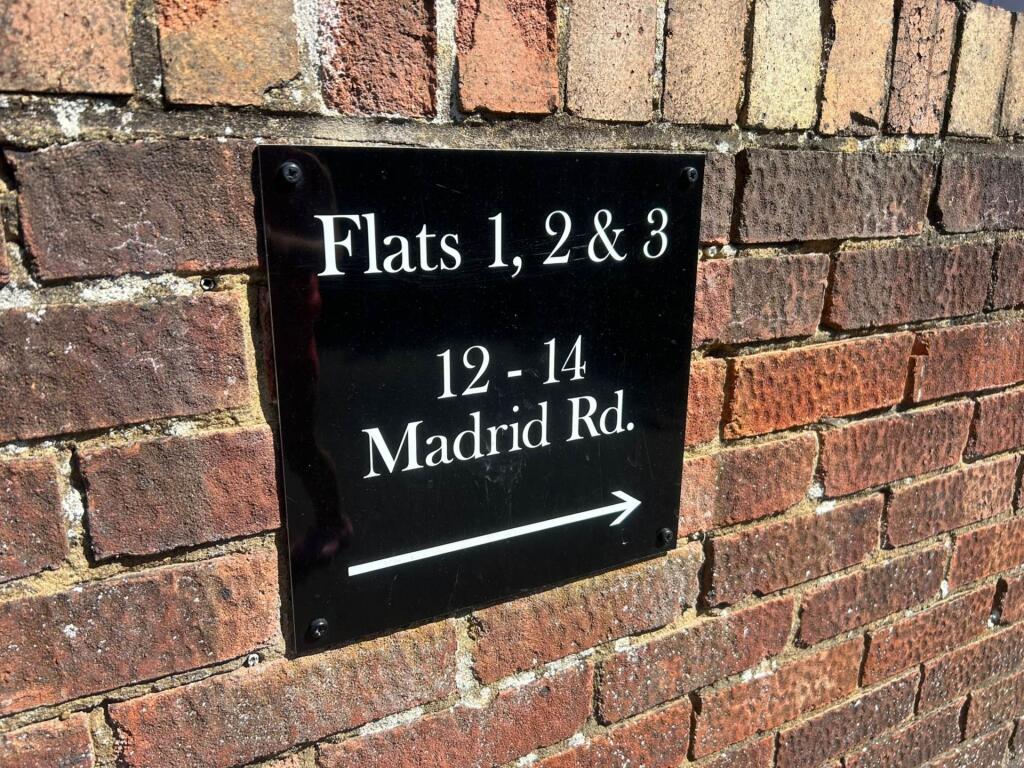 Flats 1, 2 & 3
12 - 14
Madrid Rd.